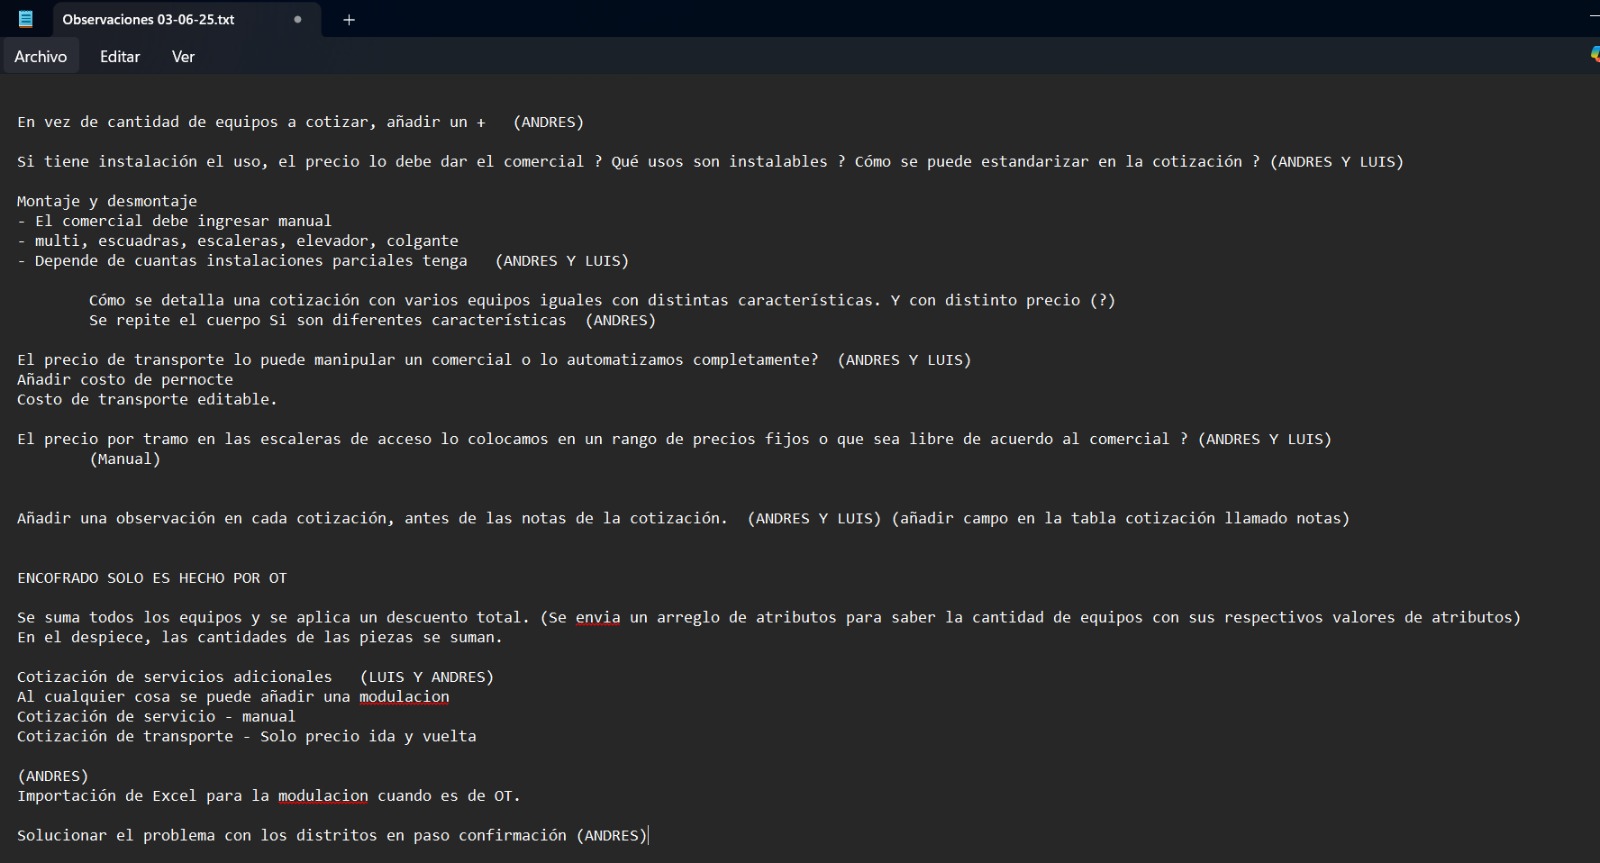 Observaciones 03-06-25.txt
Archivo Editar Ver
En vez de cantidad de equipos a cotizar, añadir un + (ANDRES)
Si tiene instalación el uso, el precio lo debe dar el comercial ? Qué usos son instalables ? Cómo se puede estandarizar en la cotización ? (ANDRES Y LUIS)
Montaje y desmontaje
- El comercial debe ingresar manual
- multi, escuadras, escaleras, elevador, colgante
- Depende de cuantas instalaciones parciales tenga (ANDRES Y LUIS)
Cómo se detalla una cotización con varios equipos iguales con distintas características. Y con distinto precio (?)
Se repite el cuerpo Si son diferentes características (ANDRES)
El precio de transporte lo puede manipular un comercial o lo automatizamos completamente? (ANDRES Y LUIS)
Añadir costo de pernocte
Costo de transporte editable.
El precio por tramo en las escaleras de acceso lo colocamos en un rango de precios fijos o que sea libre de acuerdo al comercial ? (ANDRES Y LUIS)
(Manual)
Añadir una observación en cada cotización, antes de las notas de la cotización. (ANDRES Y LUIS) (añadir campo en la tabla cotización llamado notas)
ENCOFRADO SOLO ES HECHO POR OT
Se suma todos los equipos y se aplica un descuento total. (Se envia un arreglo de atributos para saber la cantidad de equipos con sus respectivos valores de atributos)
En el despiece, las cantidades de las piezas se suman.
Cotización de servicios adicionales (LUIS Y ANDRES)
Al cualquier cosa se puede añadir una modulacion
Cotización de servicio - manual
Cotización de transporte - Solo precio ida y vuelta
(ANDRES)
Importación de Excel para la modulacion cuando es de OT.
Solucionar el problema con los distritos en paso confirmación (ANDRES)